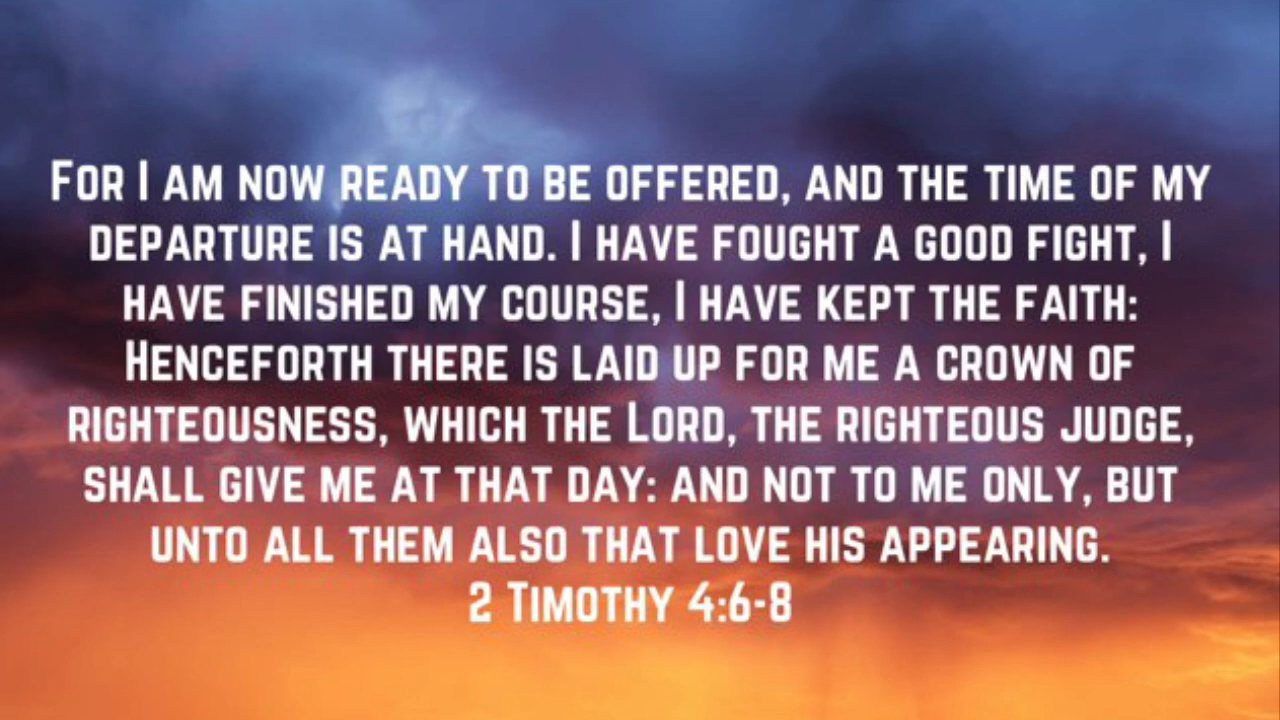 For I am now ready to be offered, and the time of my
departure is at hand. I have fought a good fight, I
have finished my course, I have kept the faith:
Henceforth there is laid up for me a crown of
righteousness, which the Lord, the righteous judge,
shall give me at that day: and not to me only, but
unto all them also that love his appearing.
2 Timothy 4:6-8